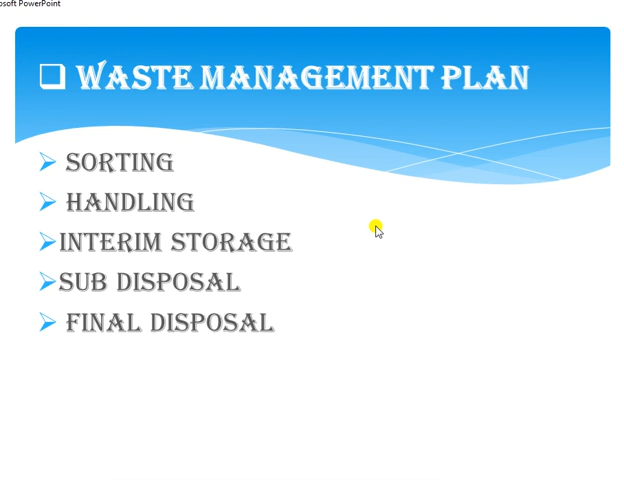 osoft PowerPoint
WASTE MANAGEMENT PLAN
SORTING
HANDLING
INTERIM STORAGE
SUB DISPOSAL
FINAL DISPOSAL